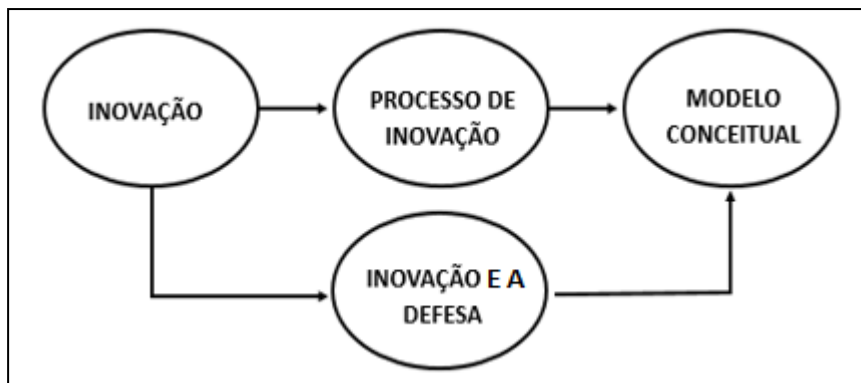 INOVAÇÃO
PROCESSO DE
INOVAÇÃO
MODELO
CONCEITUAL
INOVAÇÃO E A
DEFESA